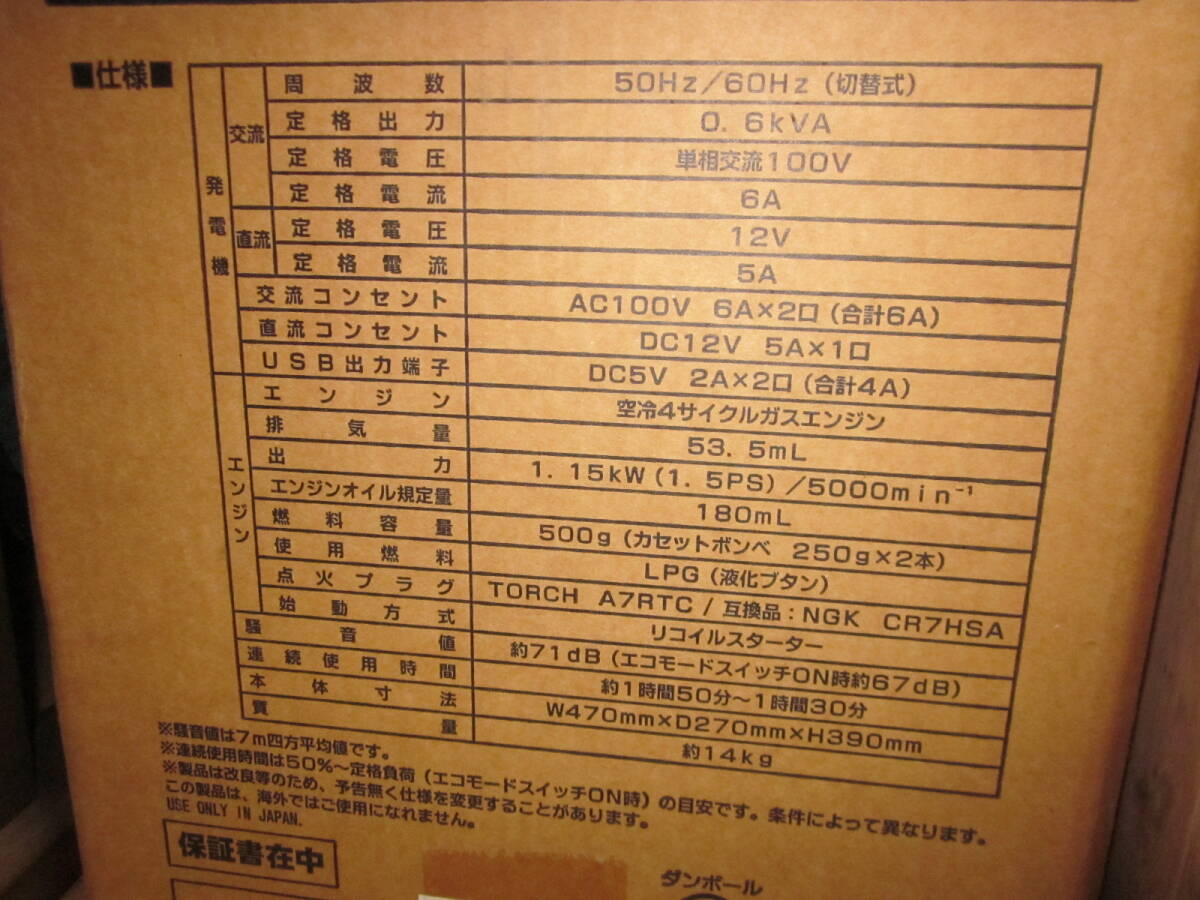 ■仕様■
発電機
交流
周波数 50Hz／60Hz（切替式）
定格出力 0．6kVA
定格電圧 単相交流100V
定格電流 6A
直流
定格電圧 12V
定格電流 5A
交流コンセント AC100V 6A×2口（合計6A）
直流コンセント DC12V 5A×1口
USB出力端子 DC5V 2A×2口（合計4A）
エンジン
エンジン 空冷4サイクルガスエンジン
排気量 53．5mL
出力 1．15kW（1．5PS）／5000min⁻¹
エンジンオイル規定量 180mL
燃料容量 500g（カセットボンベ 250g×2本）
使用燃料 LPG（液化ブタン）
点火プラグ TORCH A7RTC / 互換品：NGK CR7HSA
始動方式 リコイルスターター
騒音値 約71dB（エコモードスイッチON時約67dB）
連続使用時間 約1時間50分～1時間30分
本体寸法 W470mm×D270mm×H390mm
質量 約14kg
※騒音値は7m四方平均値です。
※連続使用時間は50%～定格負荷（エコモードスイッチON時）の目安です。条件によって異なります。
※製品は改良等のため、予告無く仕様を変更することがあります。
この製品は、海外ではご使用になれません。
USE ONLY IN JAPAN.
保証書在中
ダンボール